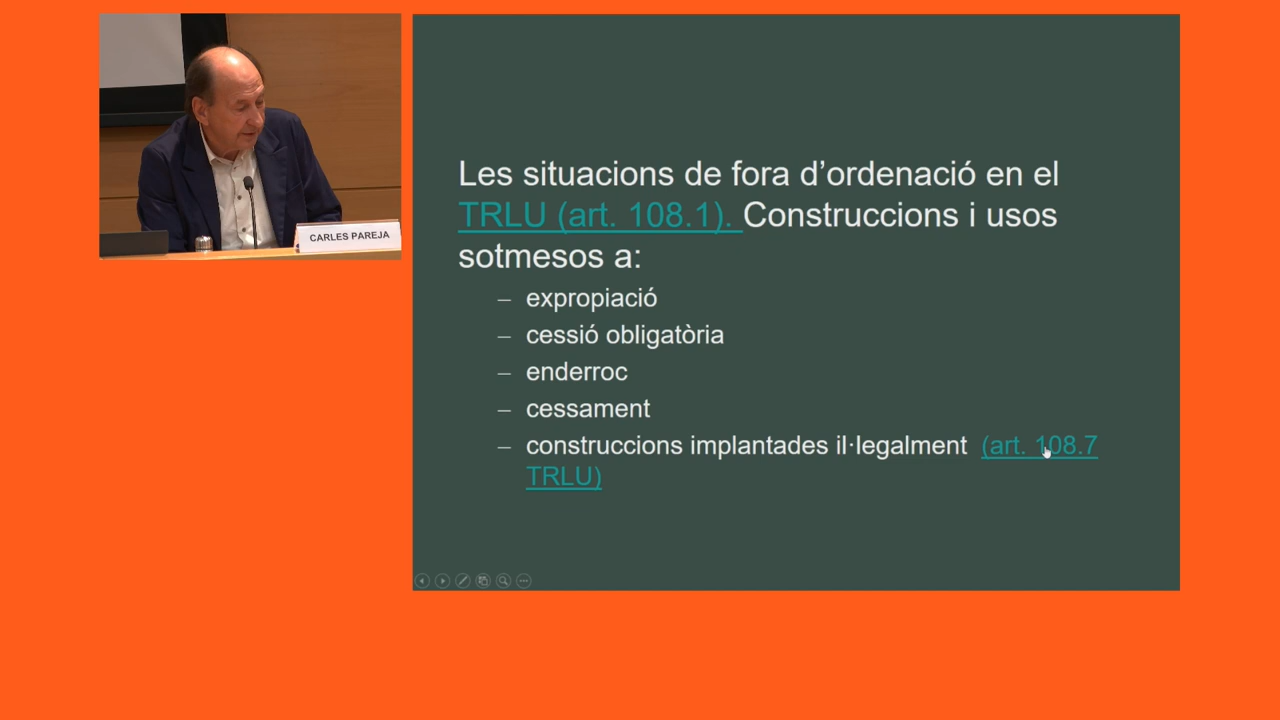 CARLES PAREJA
Les situacions de fora d’ordenació en el
TRLU (art. 108.1). Construccions i usos
sotmesos a:
– expropiació
– cessió obligatòria
– enderroc
– cessament
– construccions implantades il·legalment (art. 108.7
TRLU)